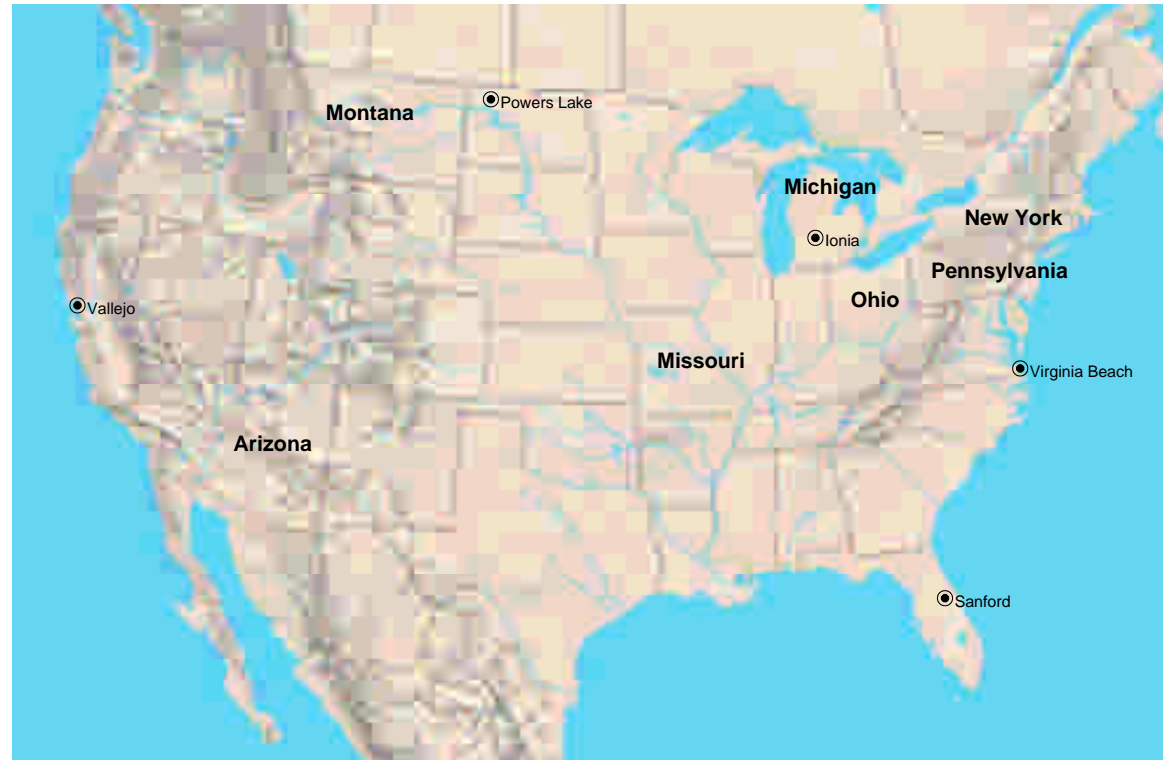 Powers Lake
Montana
Michigan
New York
Ionia
Pennsylvania
Ohio
Vallejo
Missouri
Virginia Beach
Arizona
Sanford